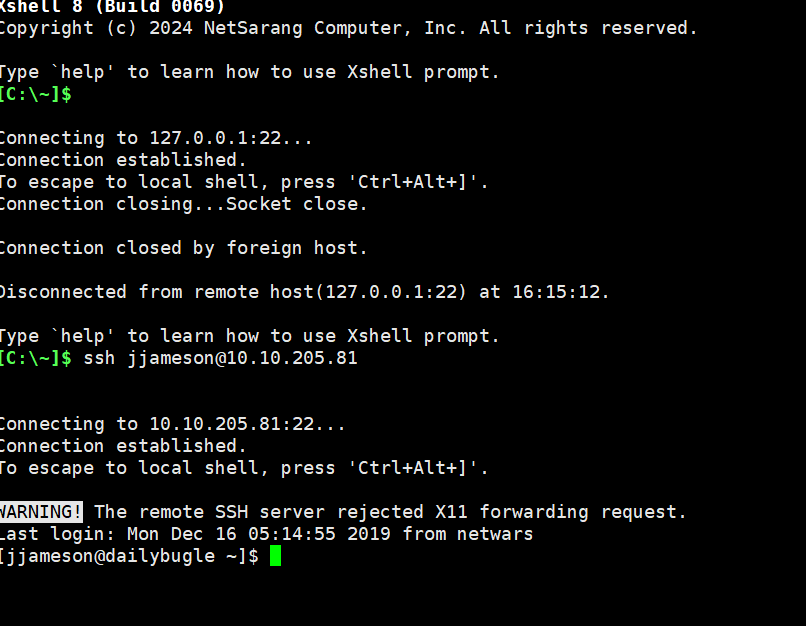 Xshell 8 (Build 0069)
Copyright (c) 2024 NetSarang Computer, Inc. All rights reserved.
Type `help' to learn how to use Xshell prompt.
[C:\~]$
Connecting to 127.0.0.1:22...
Connection established.
To escape to local shell, press 'Ctrl+Alt+]'.
Connection closing...Socket close.
Connection closed by foreign host.
Disconnected from remote host(127.0.0.1:22) at 16:15:12.
Type `help' to learn how to use Xshell prompt.
[C:\~]$ ssh jjameson@10.10.205.81
Connecting to 10.10.205.81:22...
Connection established.
To escape to local shell, press 'Ctrl+Alt+]'.
WARNING! The remote SSH server rejected X11 forwarding request.
Last login: Mon Dec 16 05:14:55 2019 from netwars
[jjameson@dailybugle ~]$